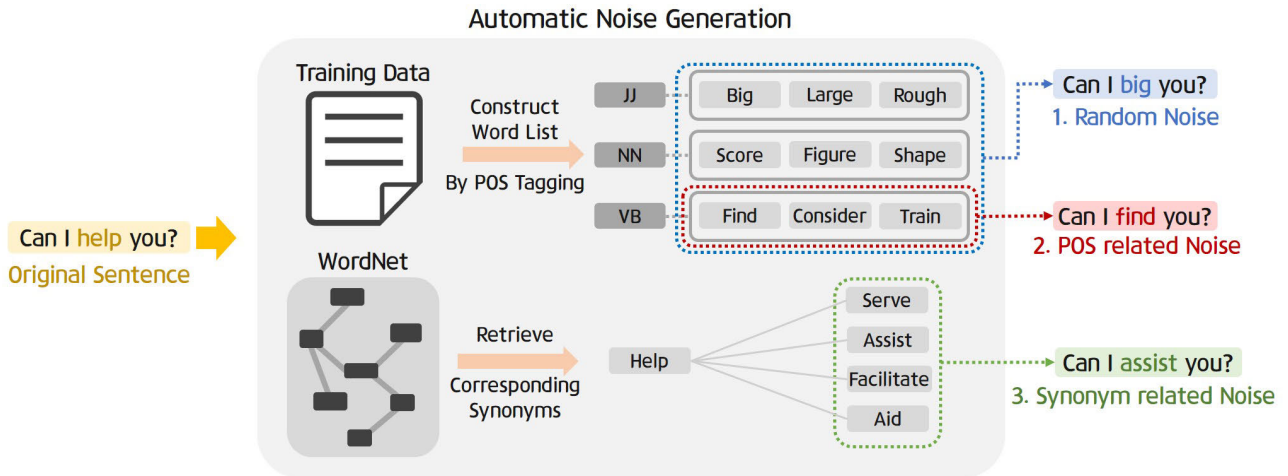 Automatic Noise Generation
Can I help you?
Original Sentence
Training Data
Construct
Word List
By POS Tagging
JJ
Big Large Rough
NN
Score Figure Shape
VB
Find Consider Train
WordNet
Retrieve
Corresponding
Synonyms
Help
Serve
Assist
Facilitate
Aid
Can I big you?
1. Random Noise
Can I find you?
2. POS related Noise
Can I assist you?
3. Synonym related Noise